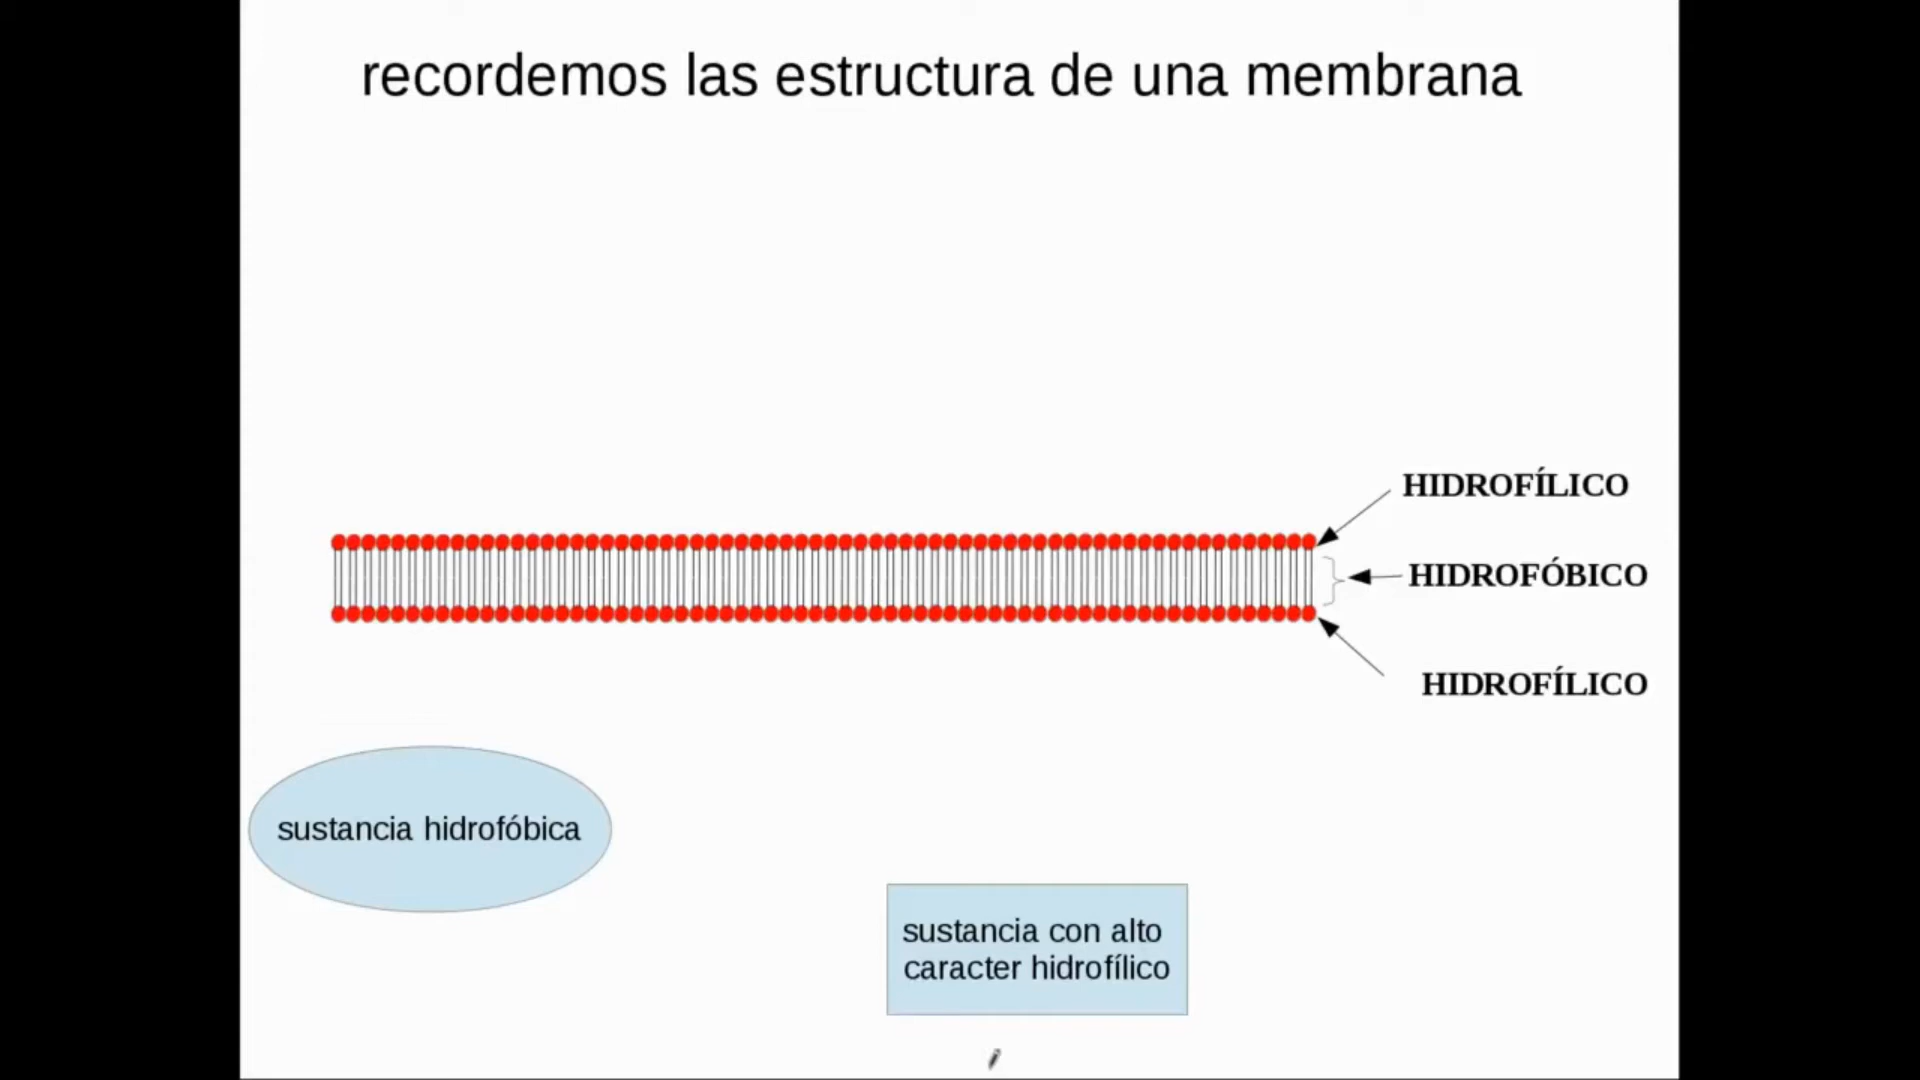 recordemos las estructura de una membrana
HIDROFÍLICO
HIDROFÓBICO
HIDROFÍLICO
sustancia hidrofóbica
sustancia con alto
caracter hidrofílico